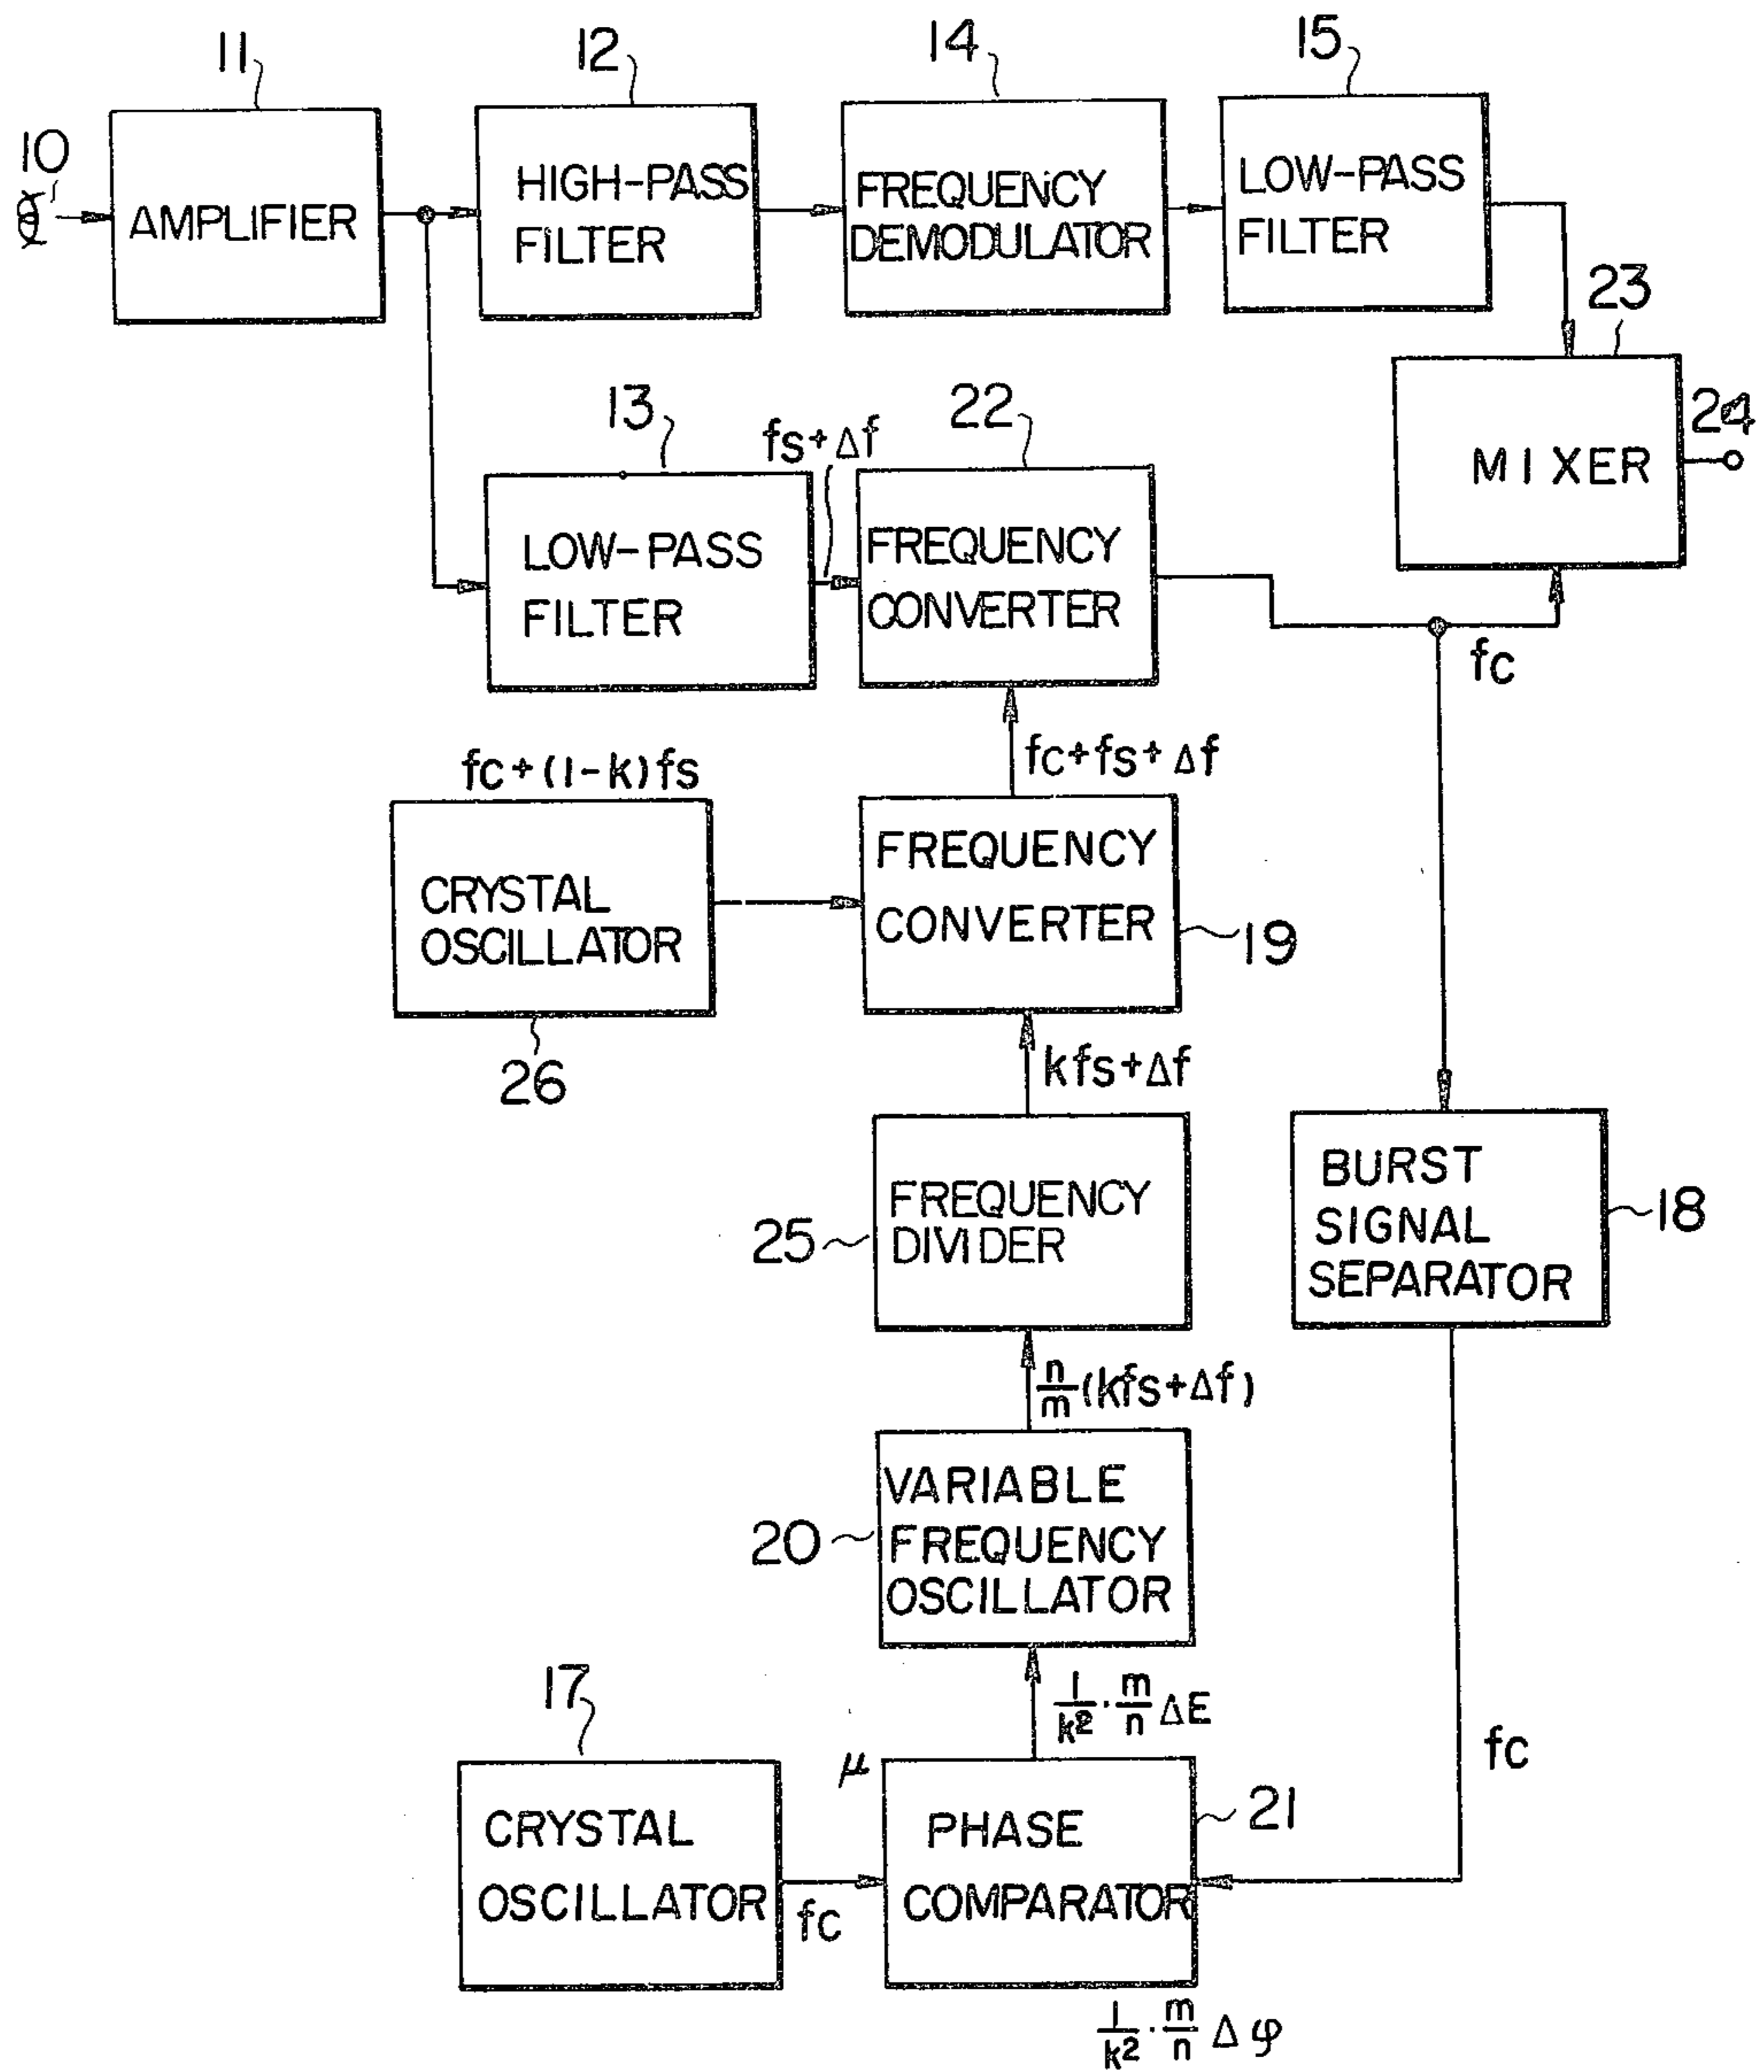 11
12
14
15
10
AMPLIFIER
HIGH-PASS
FILTER
FREQUENCY
DEMODULATOR
LOW-PASS
FILTER
23
13
fs+Δf
22
24
MIXER
LOW-PASS
FILTER
FREQUENCY
CONVERTER
fc
fc+(1-k)fs
fc+fs+Δf
CRYSTAL
OSCILLATOR
FREQUENCY
CONVERTER
19
26
kfs+Δf
25
FREQUENCY
DIVIDER
BURST
SIGNAL
SEPARATOR
18
n/m(kfs+Δf)
20
VARIABLE
FREQUENCY
OSCILLATOR
17
1/k²·m/n ΔE
μ
fc
CRYSTAL
OSCILLATOR
fc
PHASE
COMPARATOR
21
1/k²·m/n Δφ